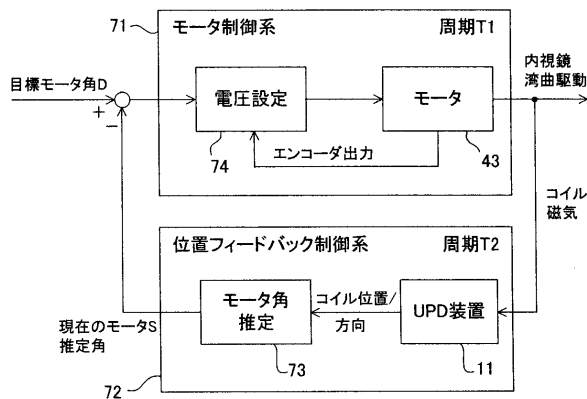 71
モータ制御系
周期T1
目標モータ角D
+
−
電圧設定
74
モータ
43
エンコーダ出力
内視鏡
湾曲駆動
コイル
磁気
位置フィードバック制御系
周期T2
モータ角
推定
73
コイル位置/
方向
UPD装置
11
現在のモータS
推定角
72